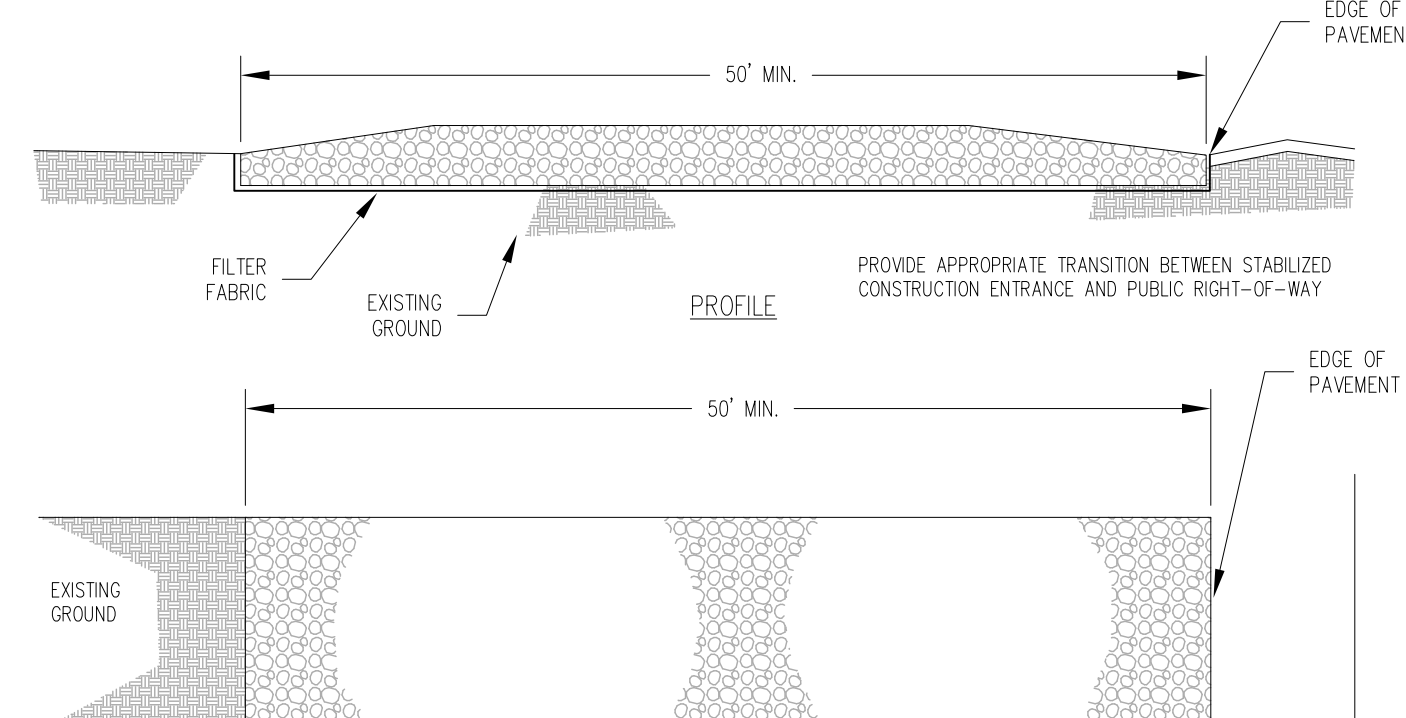 EDGE OF
PAVEMEN
50' MIN.
FILTER
FABRIC
EXISTING
GROUND
PROFILE
PROVIDE APPROPRIATE TRANSITION BETWEEN STABILIZED
CONSTRUCTION ENTRANCE AND PUBLIC RIGHT-OF-WAY
EDGE OF
PAVEMENT
50' MIN.
EXISTING
GROUND